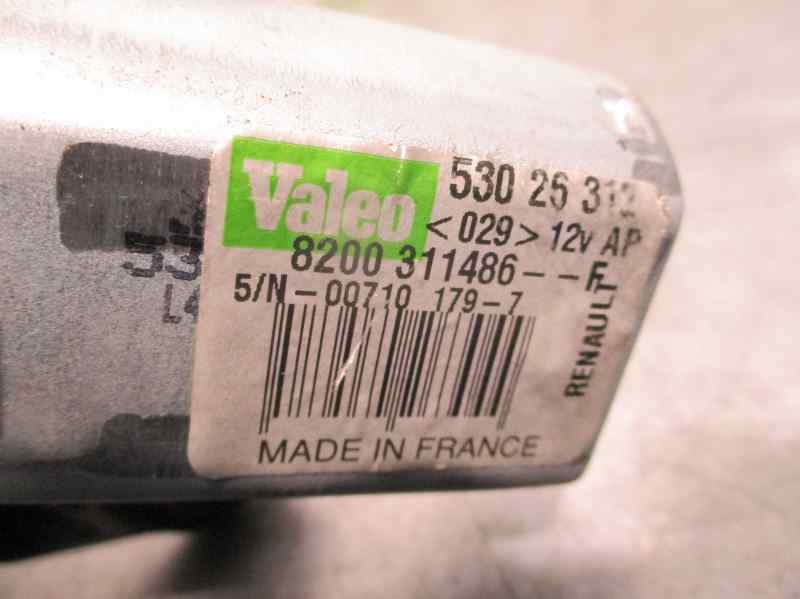 Valeo
530 26 312
<029> 12v AP
8200 311486--F
S/N-00710 179-7
RENAULT
MADE IN FRANCE